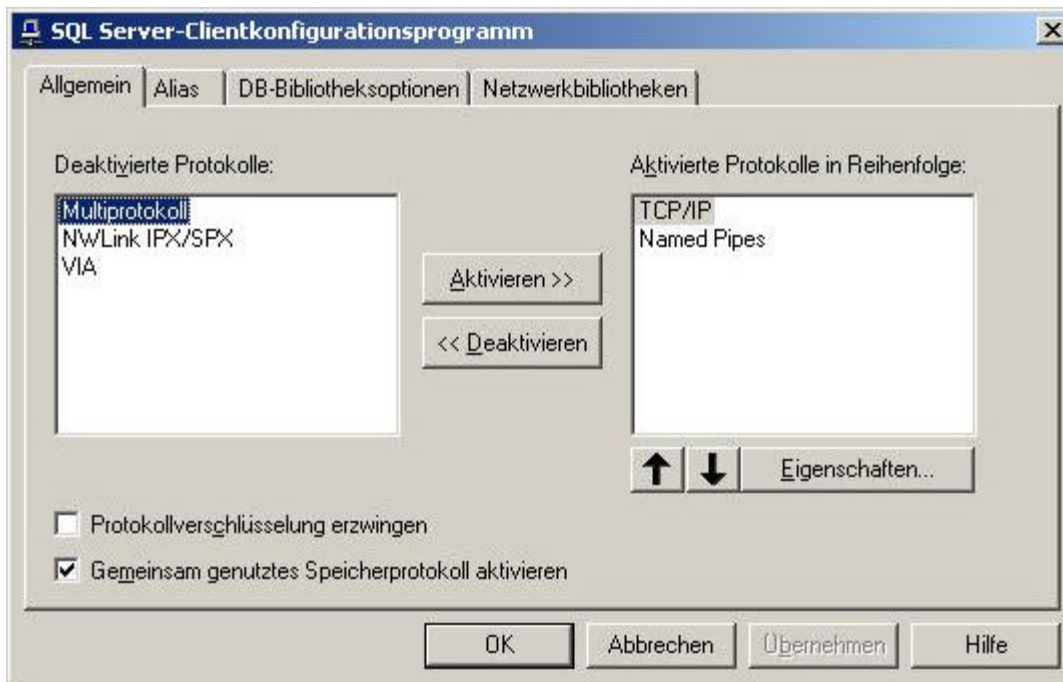 SQL Server-Clientkonfigurationsprogramm
Allgemein
Alias
DB-Bibliotheksoptionen
Netzwerkbibliotheken
Deaktivierte Protokolle:
Multiprotokoll
NWLink IPX/SPX
VIA
Aktivieren >>
<< Deaktivieren
Aktivierte Protokolle in Reihenfolge:
TCP/IP
Named Pipes
Eigenschaften...
Protokollverschlüsselung erzwingen
Gemeinsam genutztes Speicherprotokoll aktivieren
OK
Abbrechen
Übernehmen
Hilfe